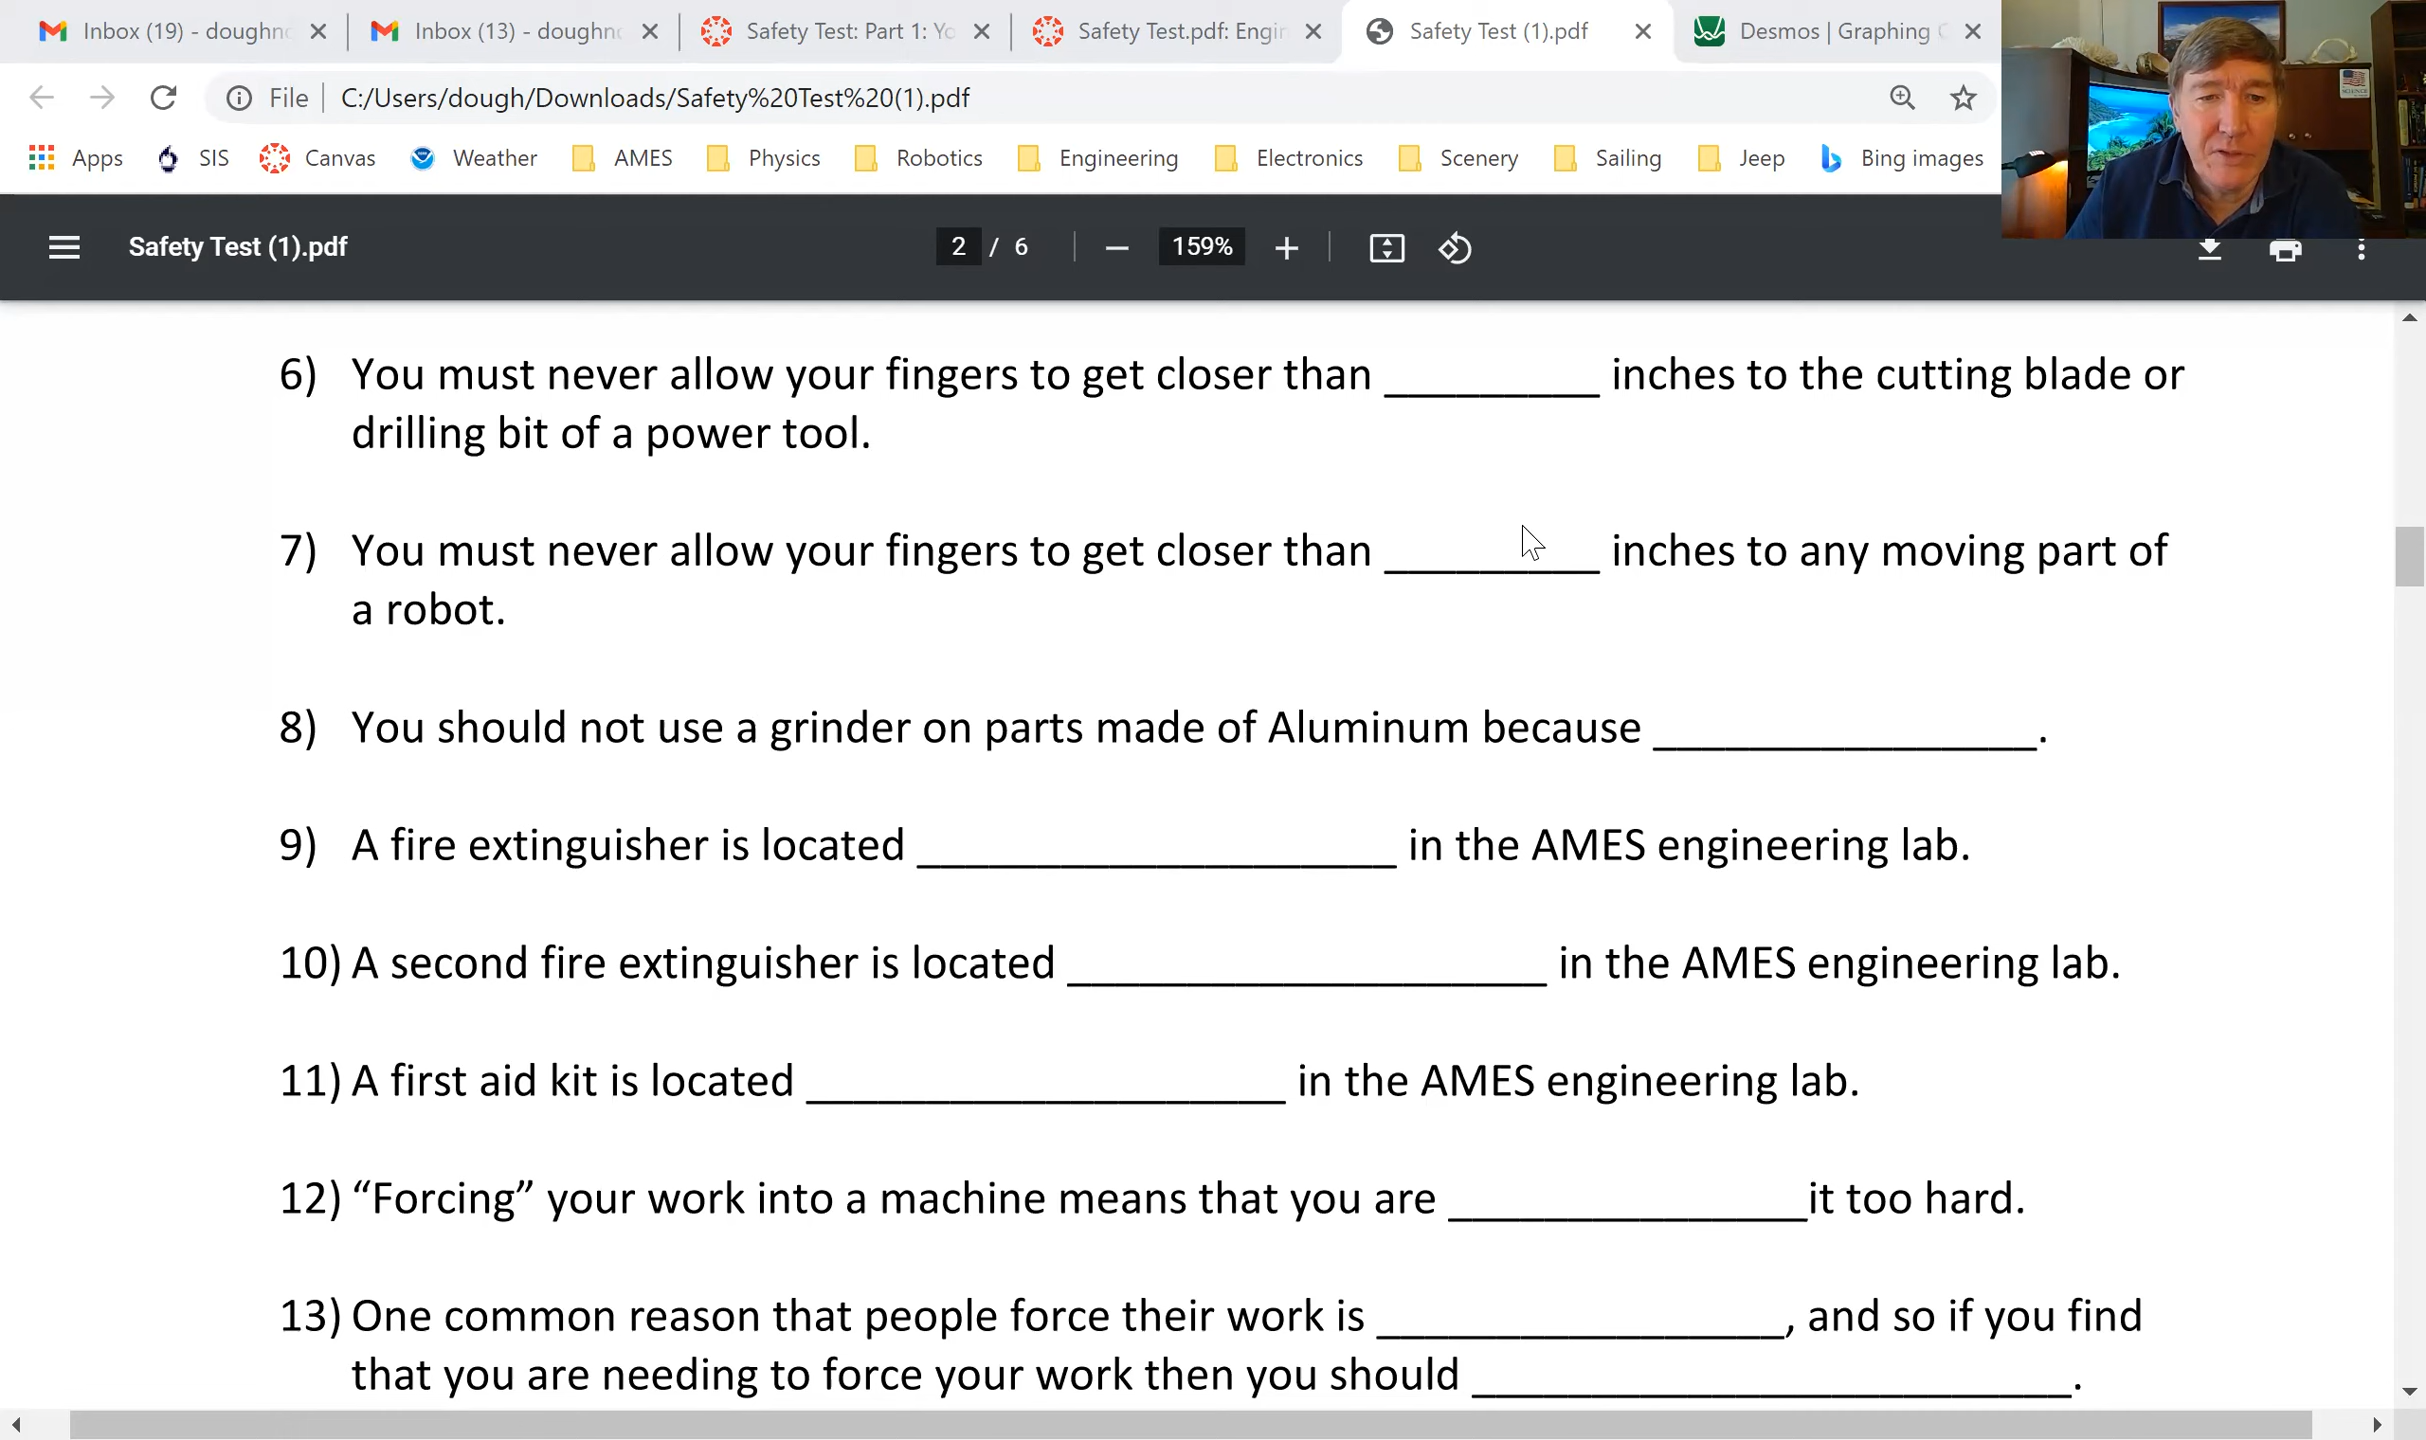 Inbox (19) - doughn
Inbox (13) - doughn
Safety Test: Part 1: Yo
Safety Test.pdf: Engin
Safety Test (1).pdf
Desmos | Graphing C
File
C:/Users/dough/Downloads/Safety%20Test%20(1).pdf
Apps
SIS
Canvas
Weather
AMES
Physics
Robotics
Engineering
Electronics
Scenery
Sailing
Jeep
Bing images
Safety Test (1).pdf
2 / 6
159%
6) You must never allow your fingers to get closer than _________ inches to the cutting blade or
drilling bit of a power tool.
7) You must never allow your fingers to get closer than _________ inches to any moving part of
a robot.
8) You should not use a grinder on parts made of Aluminum because ________________.
9) A fire extinguisher is located ____________________ in the AMES engineering lab.
10) A second fire extinguisher is located ____________________ in the AMES engineering lab.
11) A first aid kit is located ____________________ in the AMES engineering lab.
12) “Forcing” your work into a machine means that you are _______________it too hard.
13) One common reason that people force their work is _________________, and so if you find
that you are needing to force your work then you should _________________________.